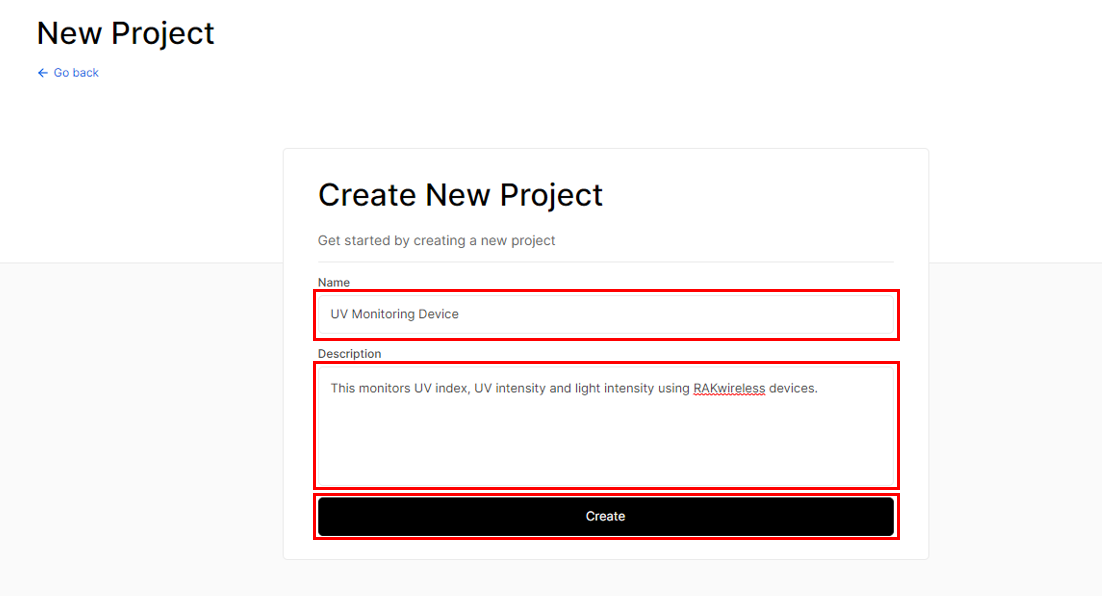 New Project
← Go back
Create New Project
Get started by creating a new project
Name
UV Monitoring Device
Description
This monitors UV index, UV intensity and light intensity using RAKwireless devices.
Create